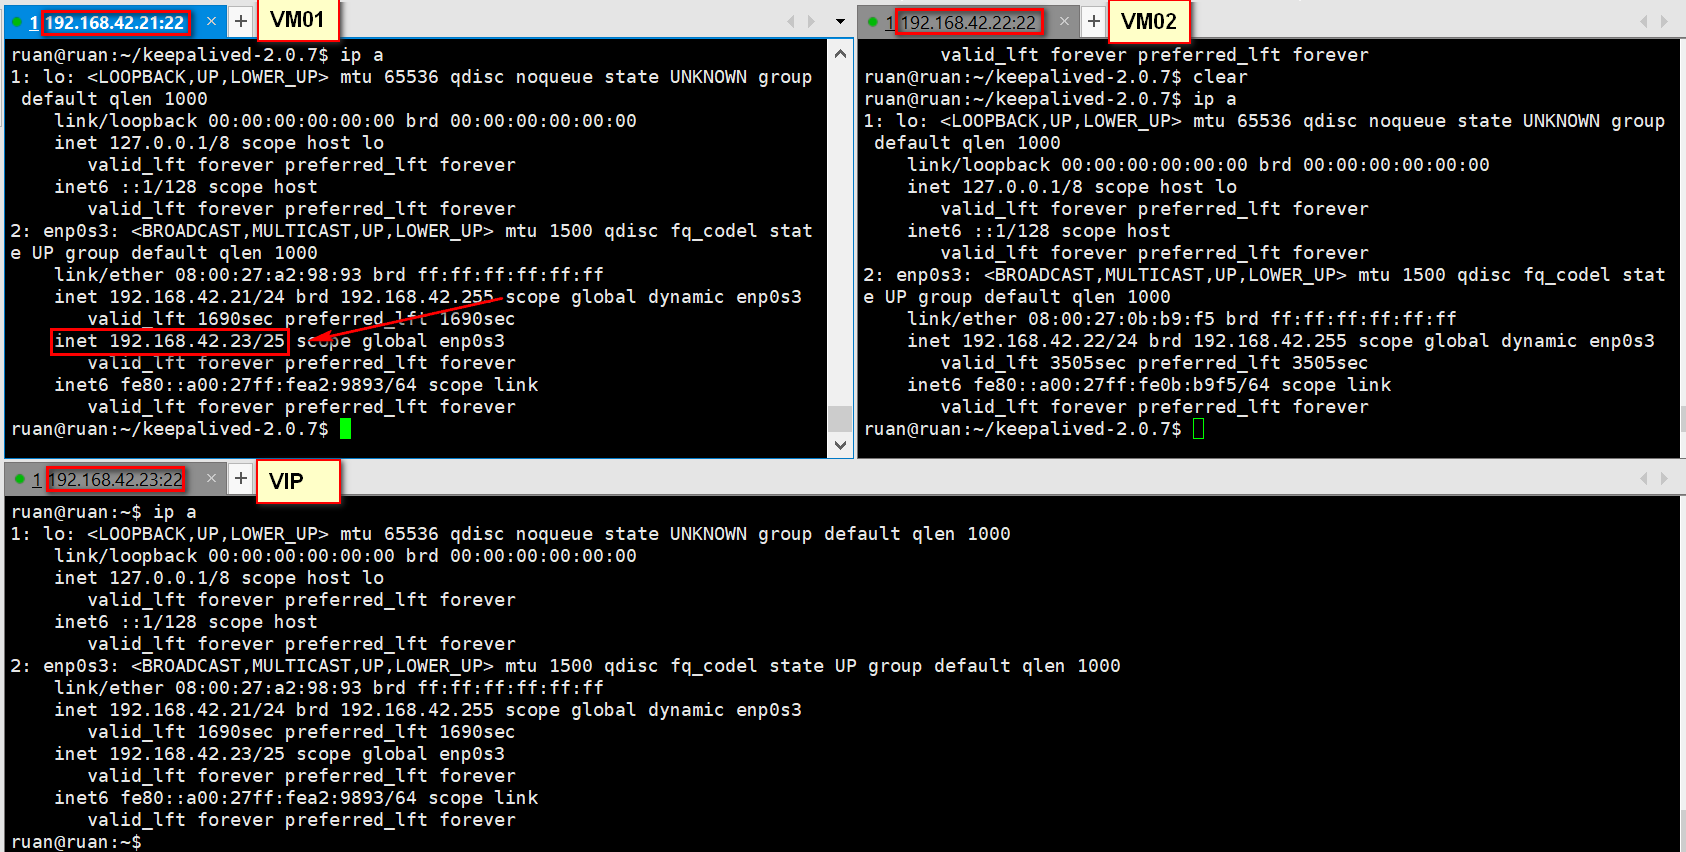 1 192.168.42.21:22 × +
VM01
ruan@ruan:~/keepalived-2.0.7$ ip a
1: lo: <LOOPBACK,UP,LOWER_UP> mtu 65536 qdisc noqueue state UNKNOWN group
default qlen 1000
link/loopback 00:00:00:00:00:00 brd 00:00:00:00:00:00
inet 127.0.0.1/8 scope host lo
valid_lft forever preferred_lft forever
inet6 ::1/128 scope host
valid_lft forever preferred_lft forever
2: enp0s3: <BROADCAST,MULTICAST,UP,LOWER_UP> mtu 1500 qdisc fq_codel stat
e UP group default qlen 1000
link/ether 08:00:27:a2:98:93 brd ff:ff:ff:ff:ff:ff
inet 192.168.42.21/24 brd 192.168.42.255 scope global dynamic enp0s3
valid_lft 1690sec preferred_lft 1690sec
inet 192.168.42.23/25 scope global enp0s3
valid_lft forever preferred_lft forever
inet6 fe80::a00:27ff:fea2:9893/64 scope link
valid_lft forever preferred_lft forever
ruan@ruan:~/keepalived-2.0.7$
1 192.168.42.22:22 × +
VM02
valid_lft forever preferred_lft forever
ruan@ruan:~/keepalived-2.0.7$ clear
ruan@ruan:~/keepalived-2.0.7$ ip a
1: lo: <LOOPBACK,UP,LOWER_UP> mtu 65536 qdisc noqueue state UNKNOWN group
default qlen 1000
link/loopback 00:00:00:00:00:00 brd 00:00:00:00:00:00
inet 127.0.0.1/8 scope host lo
valid_lft forever preferred_lft forever
inet6 ::1/128 scope host
valid_lft forever preferred_lft forever
2: enp0s3: <BROADCAST,MULTICAST,UP,LOWER_UP> mtu 1500 qdisc fq_codel stat
e UP group default qlen 1000
link/ether 08:00:27:0b:b9:f5 brd ff:ff:ff:ff:ff:ff
inet 192.168.42.22/24 brd 192.168.42.255 scope global dynamic enp0s3
valid_lft 3505sec preferred_lft 3505sec
inet6 fe80::a00:27ff:fe0b:b9f5/64 scope link
valid_lft forever preferred_lft forever
ruan@ruan:~/keepalived-2.0.7$
1 192.168.42.23:22 × +
VIP
ruan@ruan:~$ ip a
1: lo: <LOOPBACK,UP,LOWER_UP> mtu 65536 qdisc noqueue state UNKNOWN group default qlen 1000
link/loopback 00:00:00:00:00:00 brd 00:00:00:00:00:00
inet 127.0.0.1/8 scope host lo
valid_lft forever preferred_lft forever
inet6 ::1/128 scope host
valid_lft forever preferred_lft forever
2: enp0s3: <BROADCAST,MULTICAST,UP,LOWER_UP> mtu 1500 qdisc fq_codel state UP group default qlen 1000
link/ether 08:00:27:a2:98:93 brd ff:ff:ff:ff:ff:ff
inet 192.168.42.21/24 brd 192.168.42.255 scope global dynamic enp0s3
valid_lft 1690sec preferred_lft 1690sec
inet 192.168.42.23/25 scope global enp0s3
valid_lft forever preferred_lft forever
inet6 fe80::a00:27ff:fea2:9893/64 scope link
valid_lft forever preferred_lft forever
ruan@ruan:~$